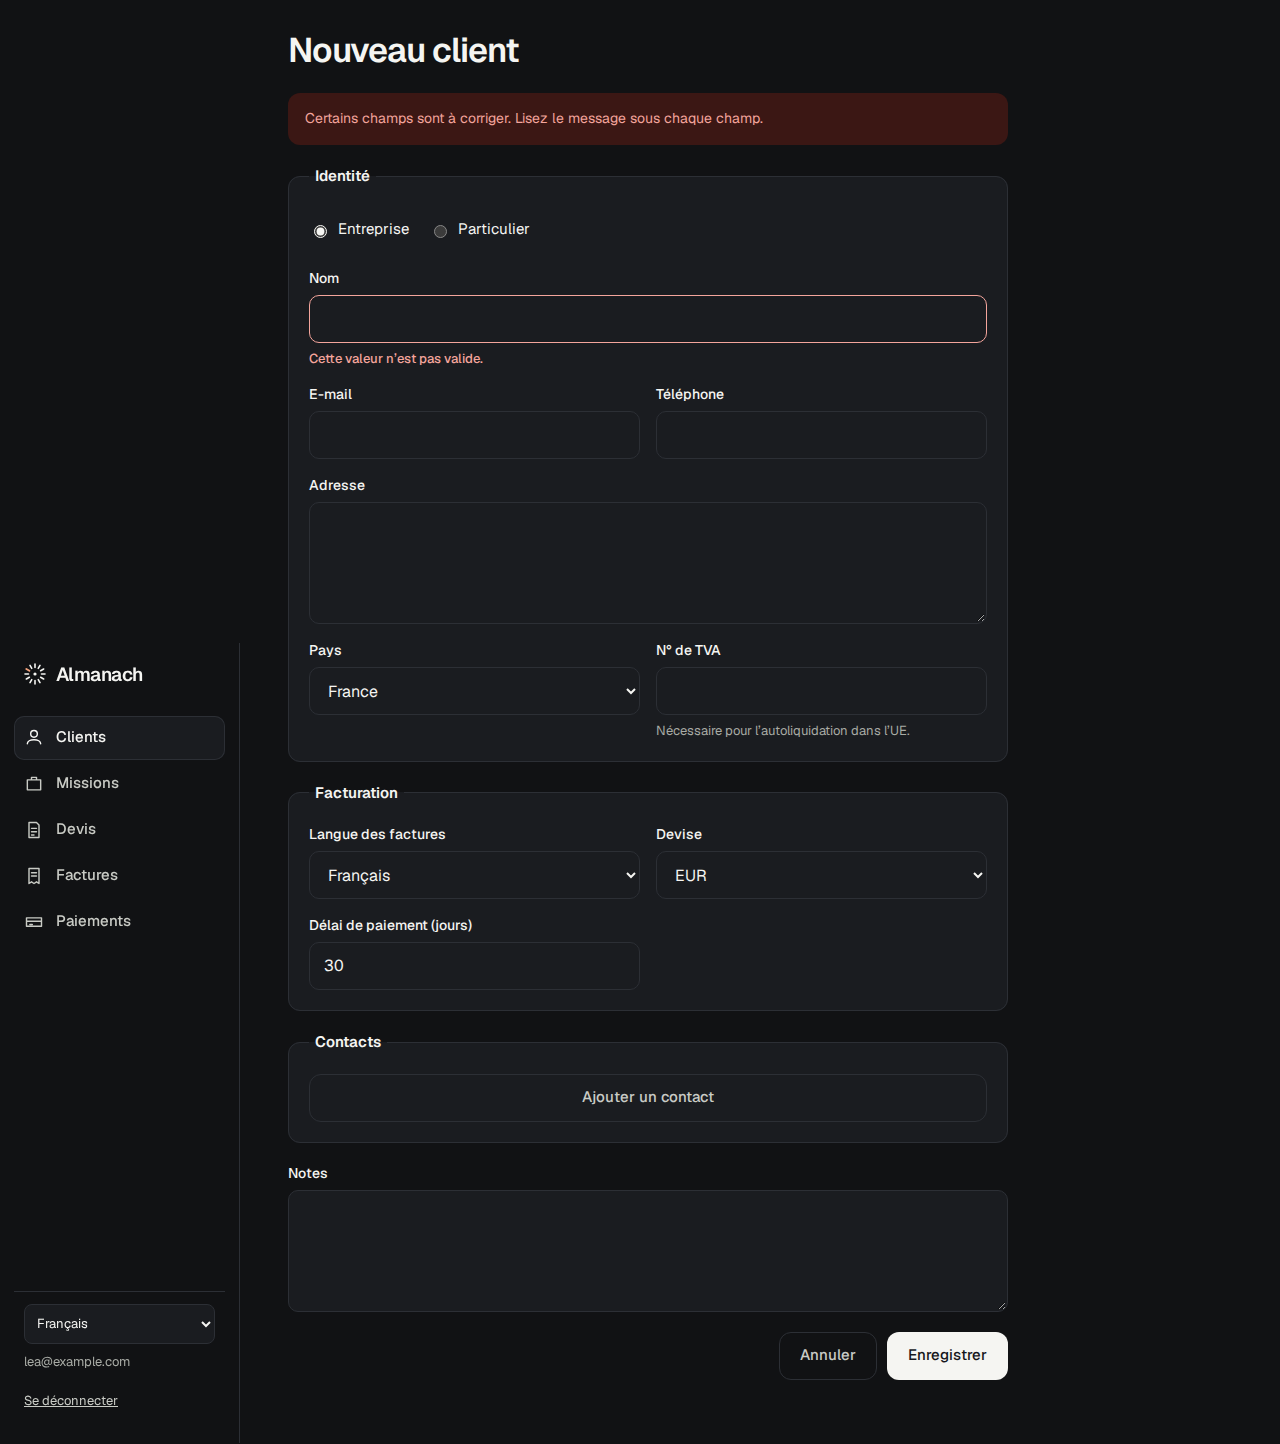 Nouveau client
Certains champs sont à corriger. Lisez le message sous chaque champ.
Identité
Entreprise
Particulier
Nom
Cette valeur n'est pas valide.
E-mail
Téléphone
Adresse
Pays
N° de TVA
France
Nécessaire pour l'autoliquidation dans l'UE.
Facturation
Langue des factures
Devise
Français
EUR
Délai de paiement (jours)
30
Contacts
Ajouter un contact
Notes
Annuler
Enregistrer
Almanach
Clients
Missions
Devis
Factures
Paiements
Français
lea@example.com
Se déconnecter